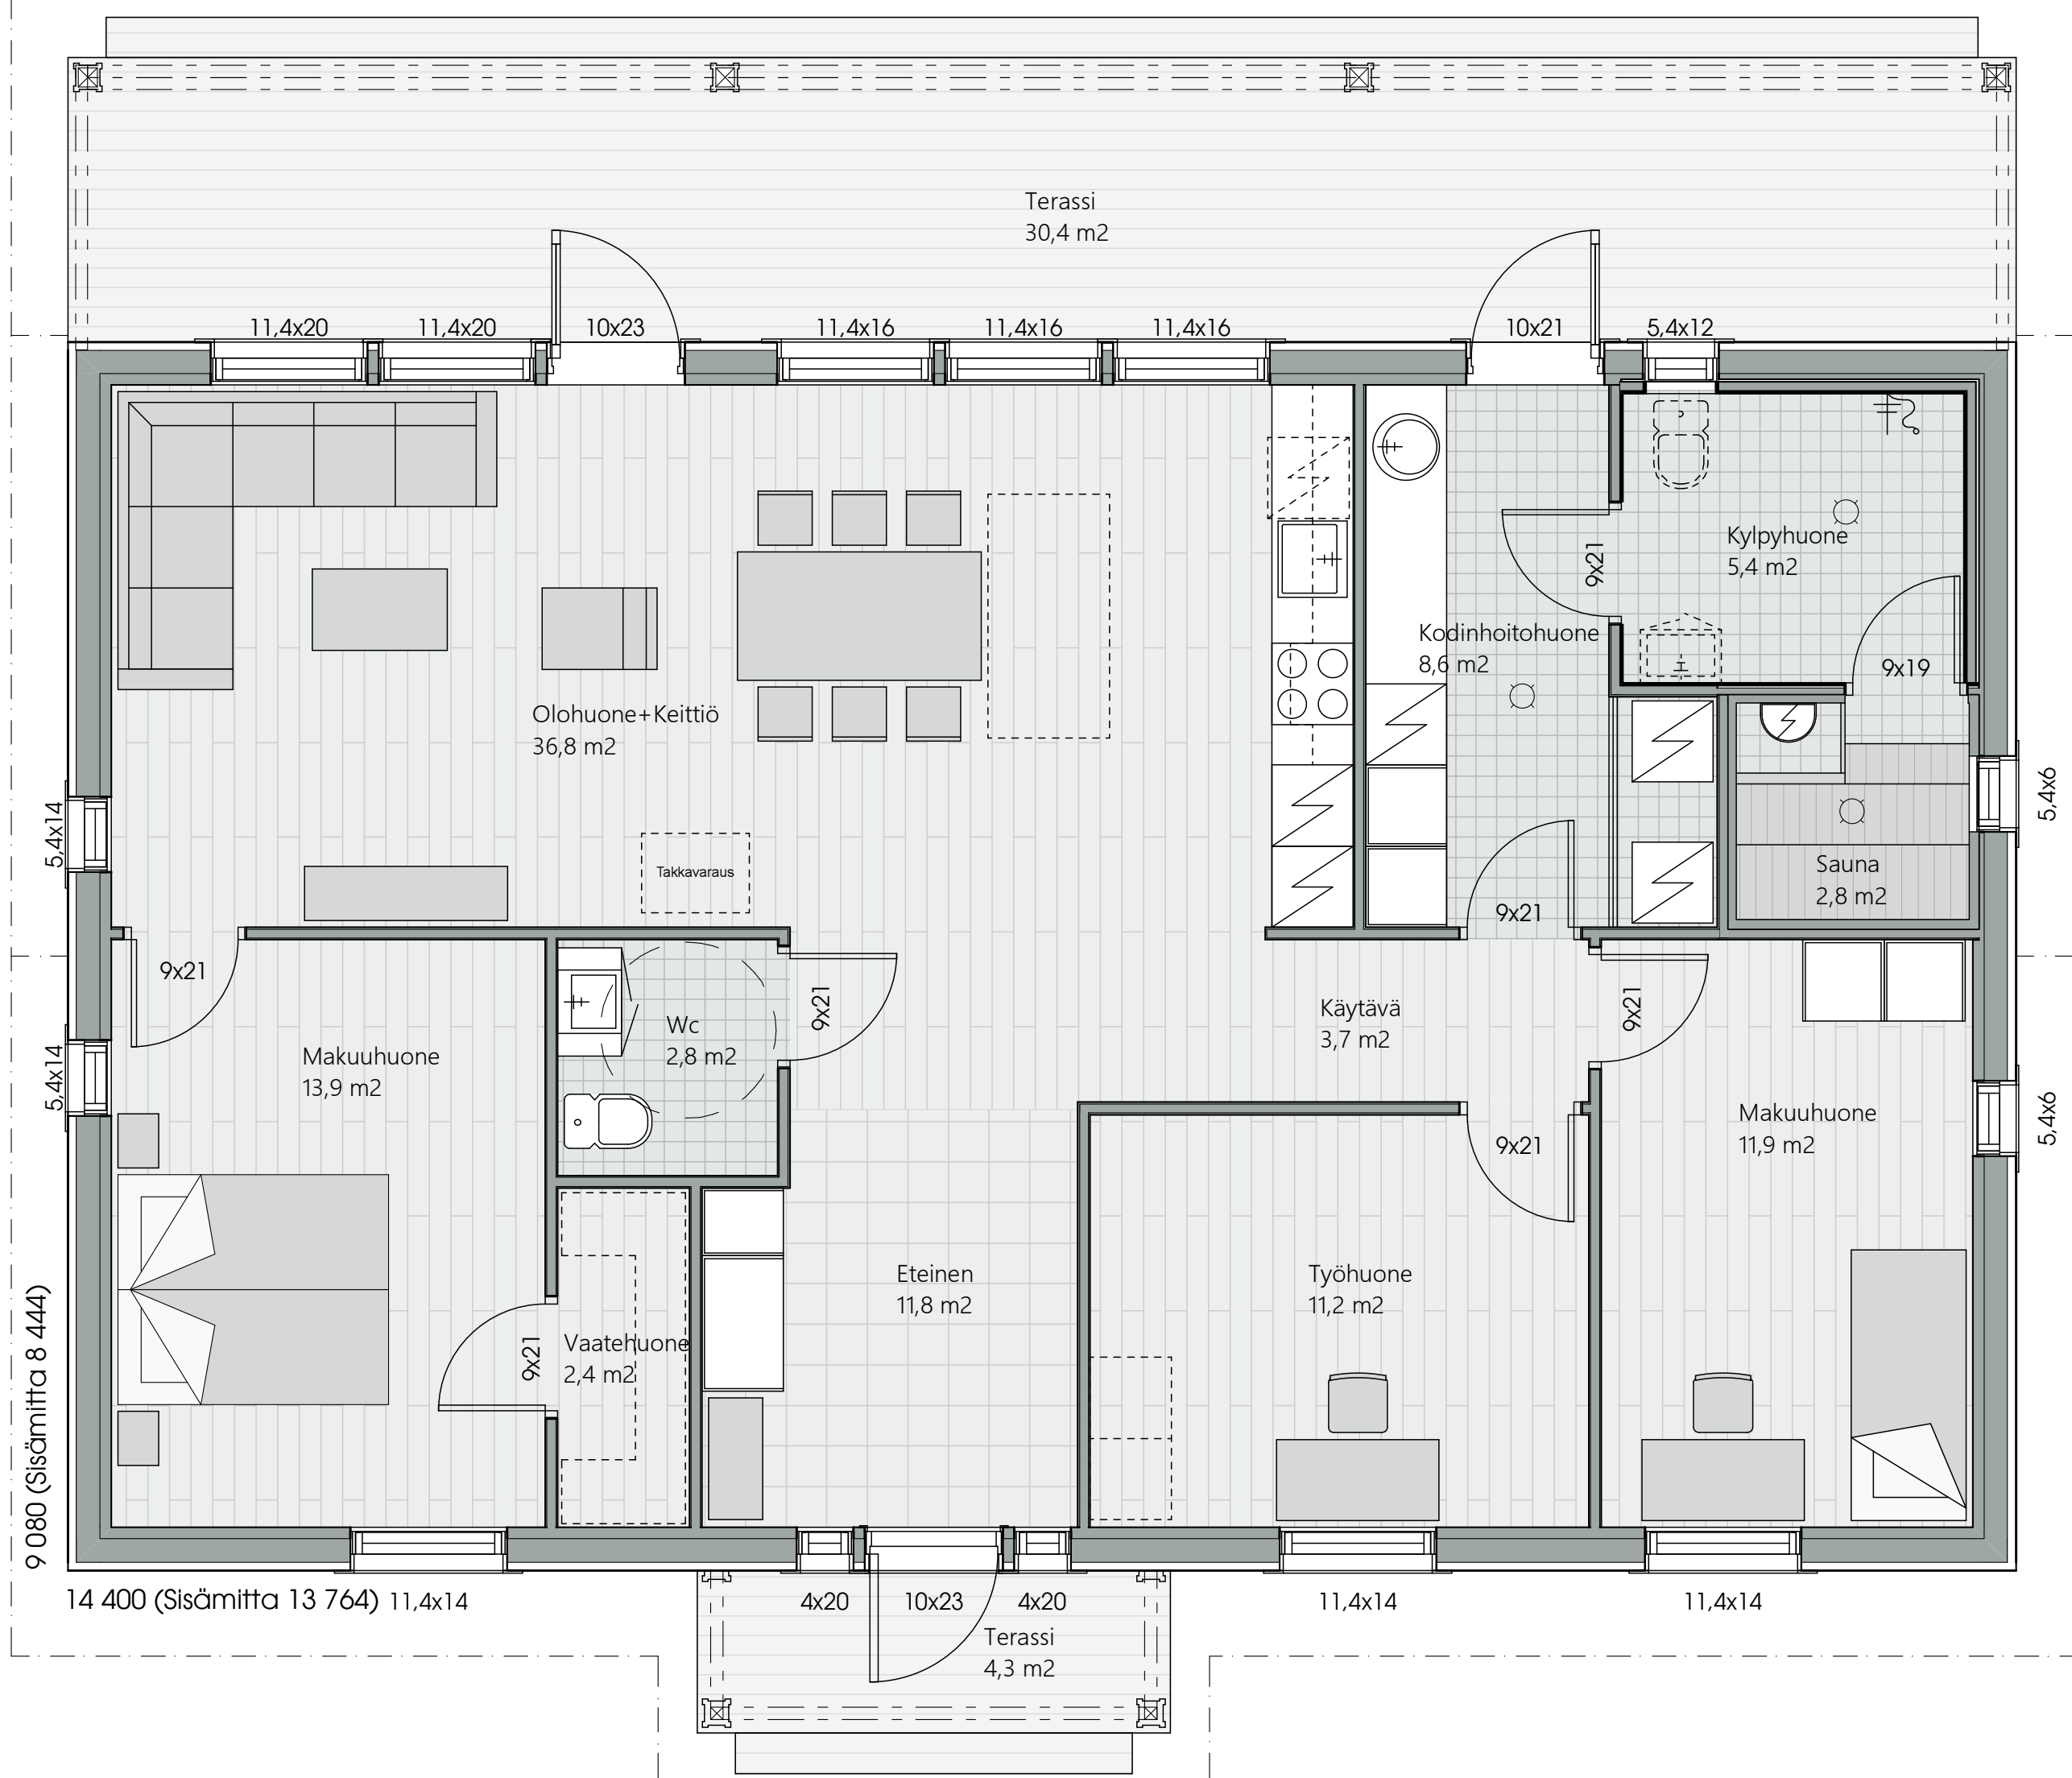 Terassi
30,4 m2
11,4x20
11,4x20
10x23
11,4x16
11,4x16
11,4x16
10x21
5,4x12
Kylpyhuone
5,4 m2
9x21
Kodinhoitohuone
8,6 m2
9x19
Olohuone+Keittiö
36,8 m2
5,4x14
5,4x6
Takkavaraus
Sauna
2,8 m2
9x21
9x21
9x21
Wc
2,8 m2
Käytävä
3,7 m2
9x21
5,4x14
Makuuhuone
13,9 m2
9x21
Makuuhuone
11,9 m2
5,4x6
Eteinen
11,8 m2
Työhuone
11,2 m2
9x21
Vaatehuone
2,4 m2
9 080 (Sisämitta 8 444)
14 400 (Sisämitta 13 764)
11,4x14
4x20
10x23
4x20
11,4x14
11,4x14
Terassi
4,3 m2